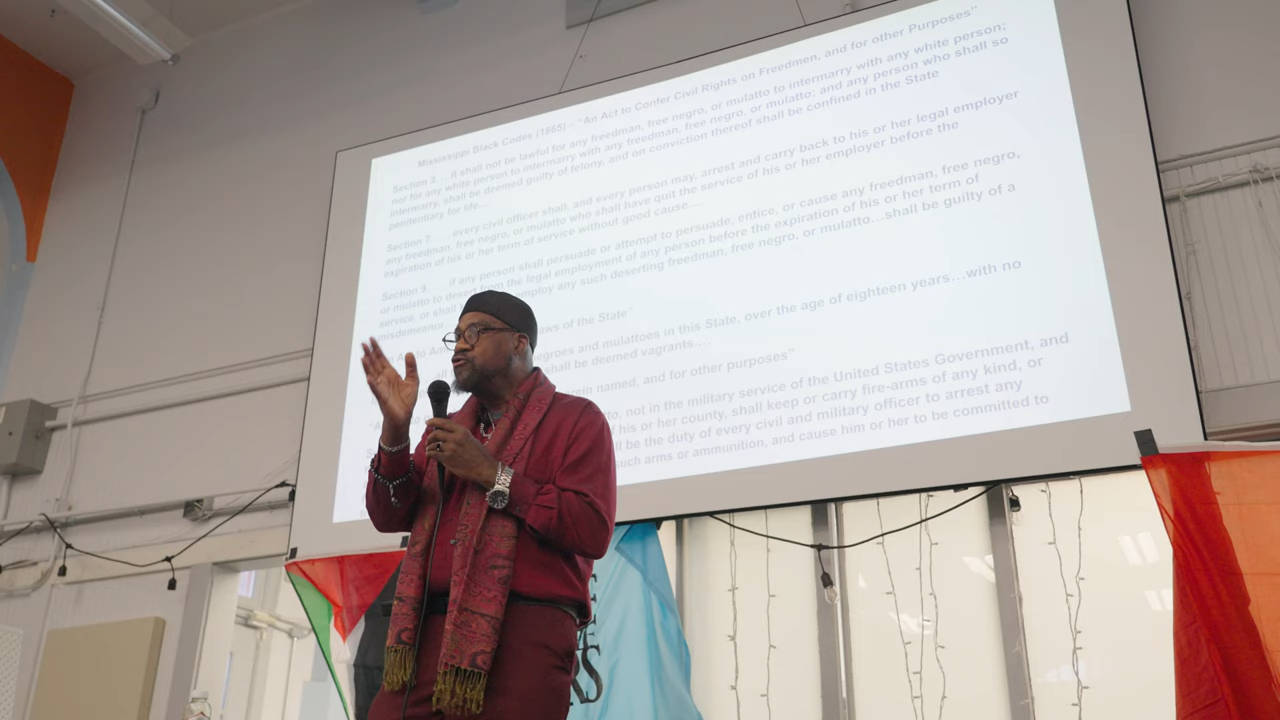 Mississippi Black Codes (1865) – "An Act to Confer Civil Rights on Freedmen, and for other Purposes"
Section 3. …it shall not be lawful for any freedman, free negro, or mulatto to intermarry with any white person;
nor for any white person to intermarry with any freedman, free negro, or mulatto; and any person who shall so
intermarry, shall be deemed guilty of felony, and on conviction thereof shall be confined in the State
penitentiary for life….
Section 7 … every civil officer shall, and every person may, arrest and carry back to his or her legal employer
any freedman, free negro, or mulatto who shall have quit the service of his or her employer before the
expiration of his or her term of service without good cause….
Section 9. … if any person shall persuade or attempt to persuade, entice, or cause any freedman, free negro,
or mulatto to desert from the legal employment of any person before the expiration of his or her term of
service, or shall employ any such deserting freedman, free negro, or mulatto…shall be guilty of a
misdemeanor
Act to laws of the State"
all negroes and mulattoes in this State, over the age of eighteen years…with no
shall be deemed vagrants….
named, and for other purposes"
not in the military service of the United States Government, and
of his or her county, shall keep or carry fire-arms of any kind, or
be the duty of every civil and military officer to arrest any
such arms or ammunition, and cause him or her to be committed to